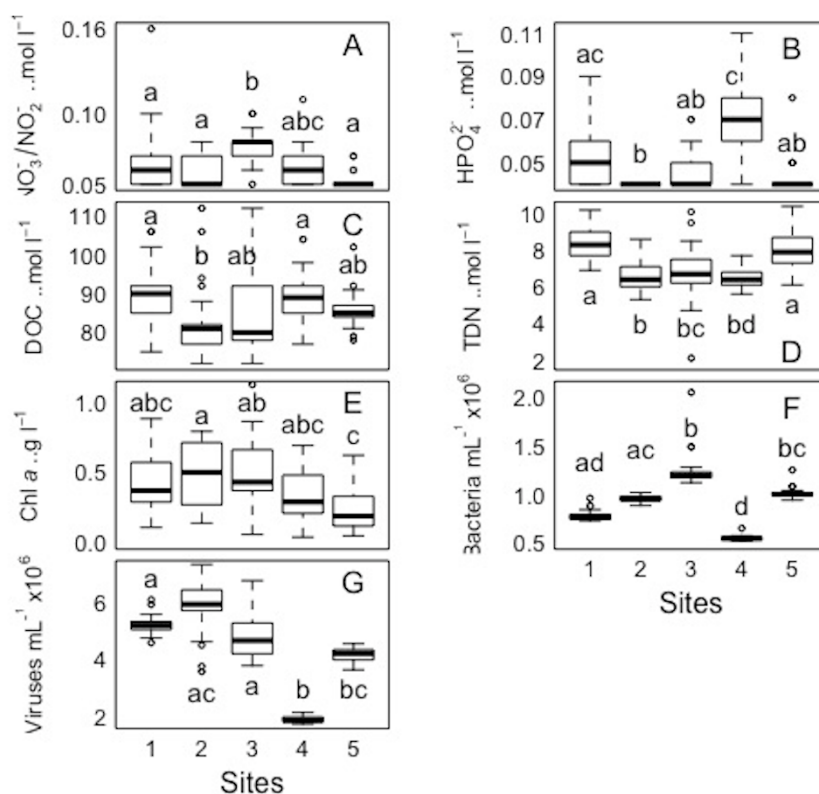 NO₃⁻/NO₂⁻ ..mol l⁻¹
0.16
0.10
0.05
A
a
a
b
abc
a
HPO₄²⁻ ..mol l⁻¹
0.11
0.09
0.07
0.05
B
ac
b
ab
c
ab
DOC ..mol l⁻¹
110
100
90
80
C
a
b
ab
a
ab
TDN ..mol l⁻¹
10
8
6
4
2
D
a
b
bc
bd
a
Chl a ..g l⁻¹
1.0
0.5
0.0
E
abc
a
ab
abc
c
Bacteria mL⁻¹ x10⁶
2.0
1.5
1.0
0.5
F
ad
ac
b
d
bc
1 2 3 4 5
Sites
Viruses mL⁻¹ x10⁶
6
4
2
G
a
ac
a
b
bc
1 2 3 4 5
Sites